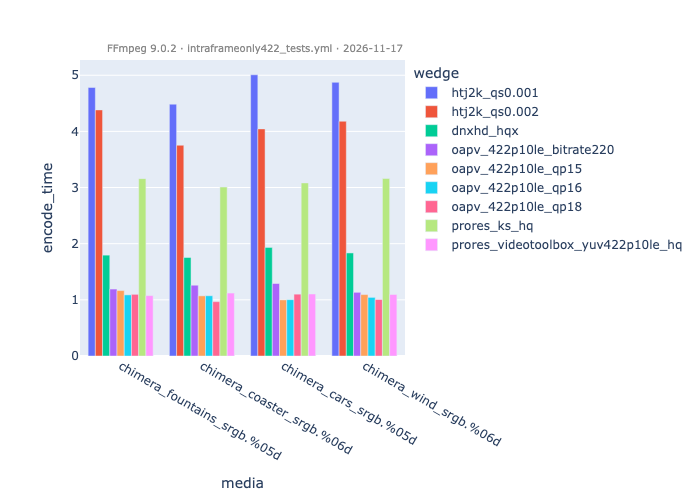 FFmpeg 9.0.2 · intraframeonly422_tests.yml · 2026-11-17
wedge
htj2k_qs0.001
htj2k_qs0.002
dnxhd_hqx
oapv_422p10le_bitrate220
oapv_422p10le_qp15
oapv_422p10le_qp16
oapv_422p10le_qp18
prores_ks_hq
prores_videotoolbox_yuv422p10le_hq
encode_time
5
4
3
2
1
0
chimera_fountains_srgb.%05d
chimera_coaster_srgb.%06d
chimera_cars_srgb.%05d
chimera_wind_srgb.%06d
media